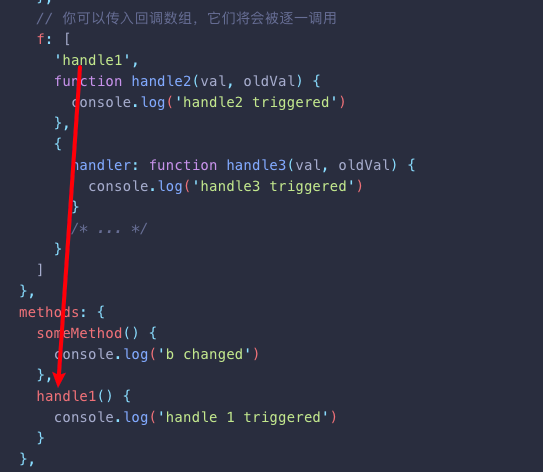 },
// 你可以传入回调数组，它们将会被逐一调用
f: [
'handle1',
function handle2(val, oldVal) {
console.log('handle2 triggered')
},
{
handler: function handle3(val, oldVal) {
console.log('handle3 triggered')
}
/* ... */
}
]
},
methods: {
someMethod() {
console.log('b changed')
},
handle1() {
console.log('handle 1 triggered')
}
},